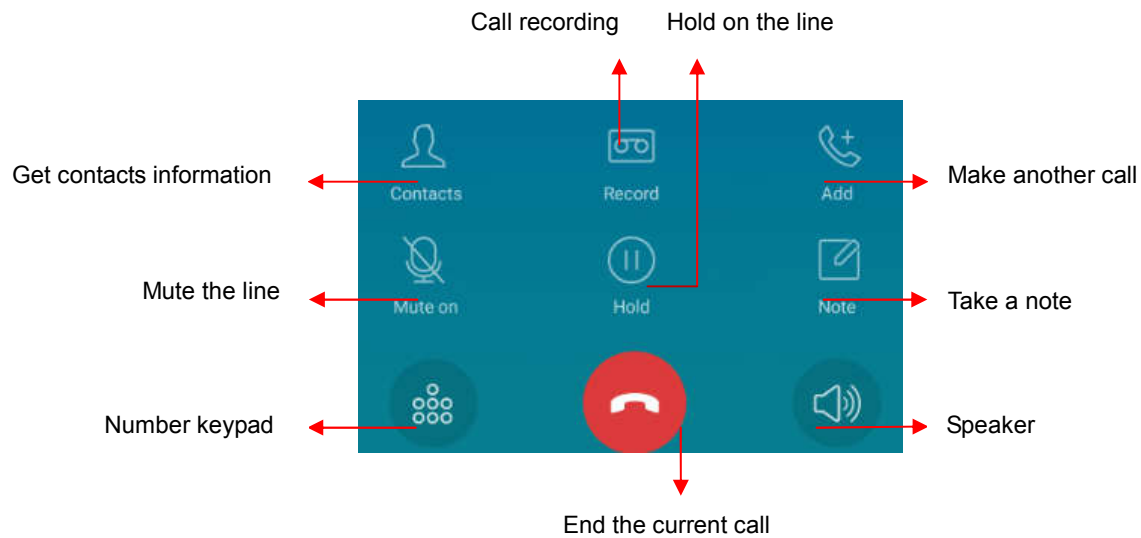 Call recording
Hold on the line
Get contacts information
Contacts
Record
Add
Make another call
Mute the line
Mute on
Hold
Note
Take a note
Number keypad
Speaker
End the current call